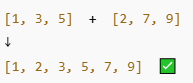 [1, 3, 5] + [2, 7, 9]
↓
[1, 2, 3, 5, 7, 9] ✅